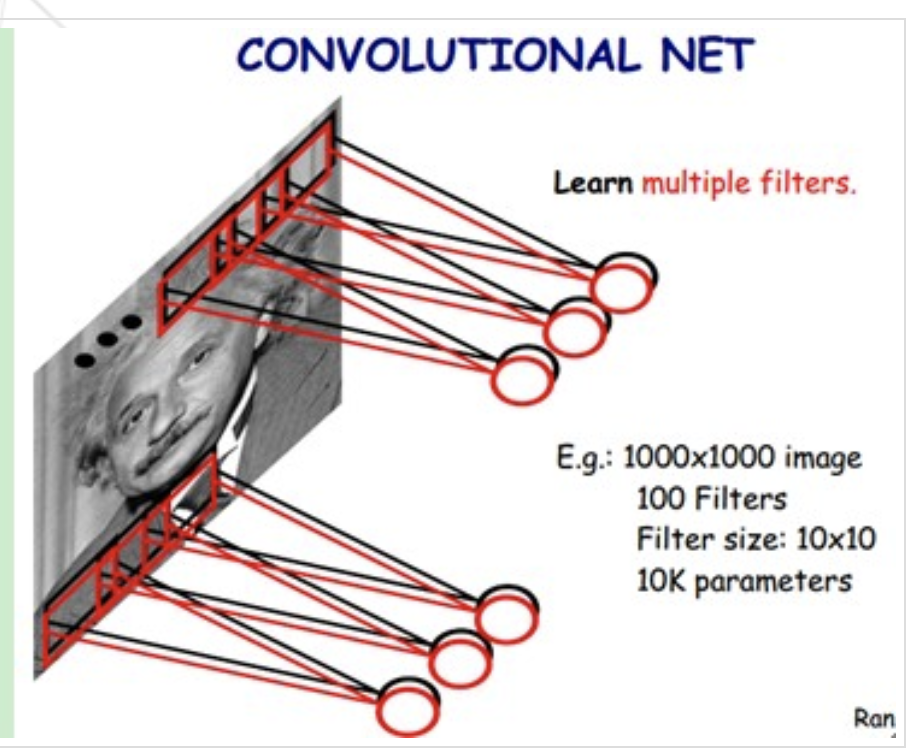 CONVOLUTIONAL NET
Learn multiple filters.
E.g.: 1000x1000 image
100 Filters
Filter size: 10x10
10K parameters
Ran